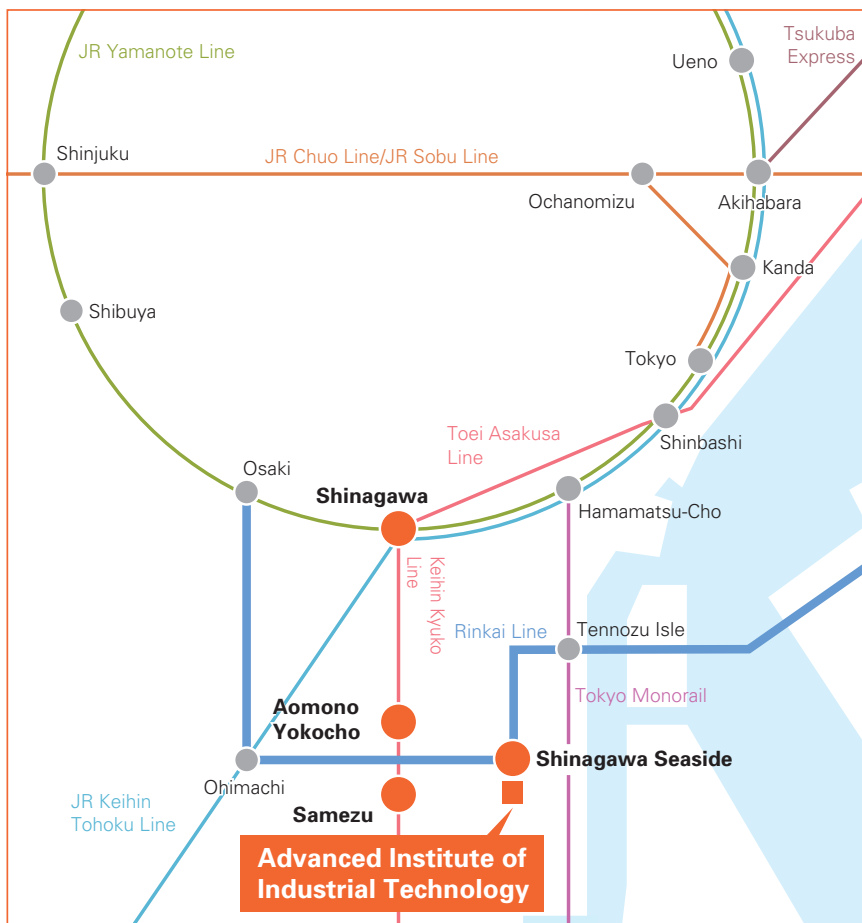 JR Yamanote Line
Tsukuba
Express
Ueno
Shinjuku
JR Chuo Line/JR Sobu Line
Ochanomizu
Akihabara
Kanda
Shibuya
Tokyo
Toei Asakusa
Line
Shinbashi
Osaki
Shinagawa
Hamamatsu-Cho
Keihin Kyuko
Line
Rinkai Line
Tennozu Isle
Tokyo Monorail
Aomono
Yokocho
Shinagawa Seaside
Ohimachi
JR Keihin
Tohoku Line
Samezu
Advanced Institute of
Industrial Technology